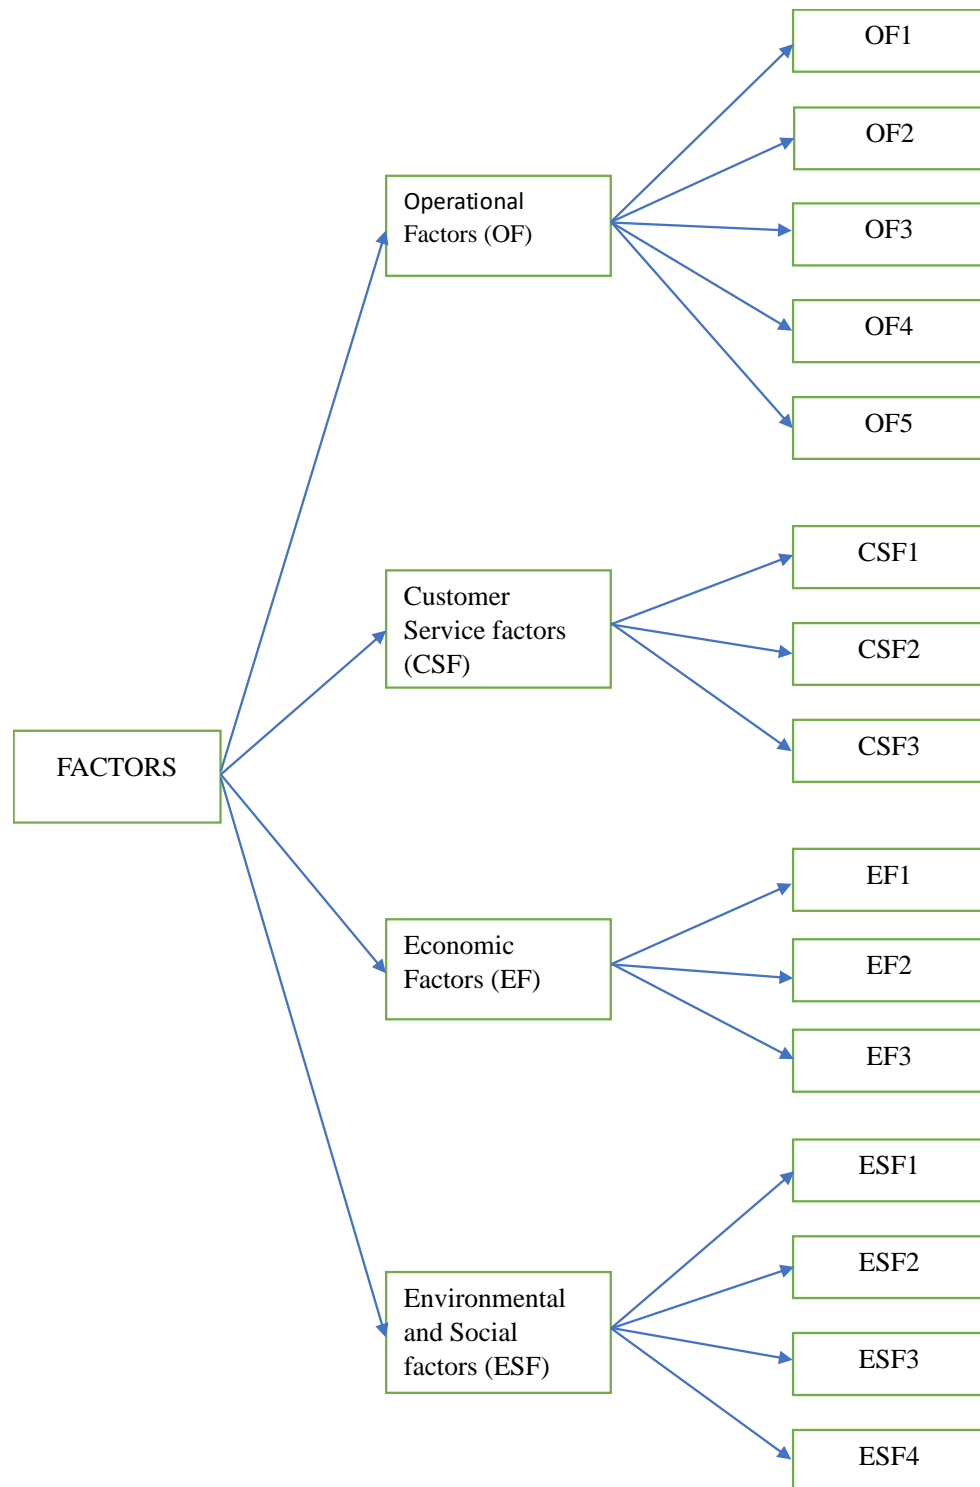 FACTORS
Operational
Factors (OF)
OF1
OF2
OF3
OF4
OF5
Customer
Service factors
(CSF)
CSF1
CSF2
CSF3
Economic
Factors (EF)
EF1
EF2
EF3
Environmental
and Social
factors (ESF)
ESF1
ESF2
ESF3
ESF4